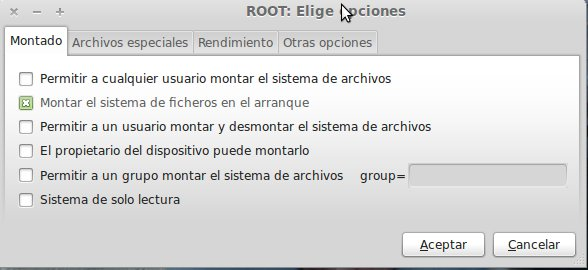 ROOT: Elige opciones
Montado
Archivos especiales
Rendimiento
Otras opciones
Permitir a cualquier usuario montar el sistema de archivos
Montar el sistema de ficheros en el arranque
Permitir a un usuario montar y desmontar el sistema de archivos
El propietario del dispositivo puede montarlo
Permitir a un grupo montar el sistema de archivos group=
Sistema de solo lectura
Aceptar
Cancelar